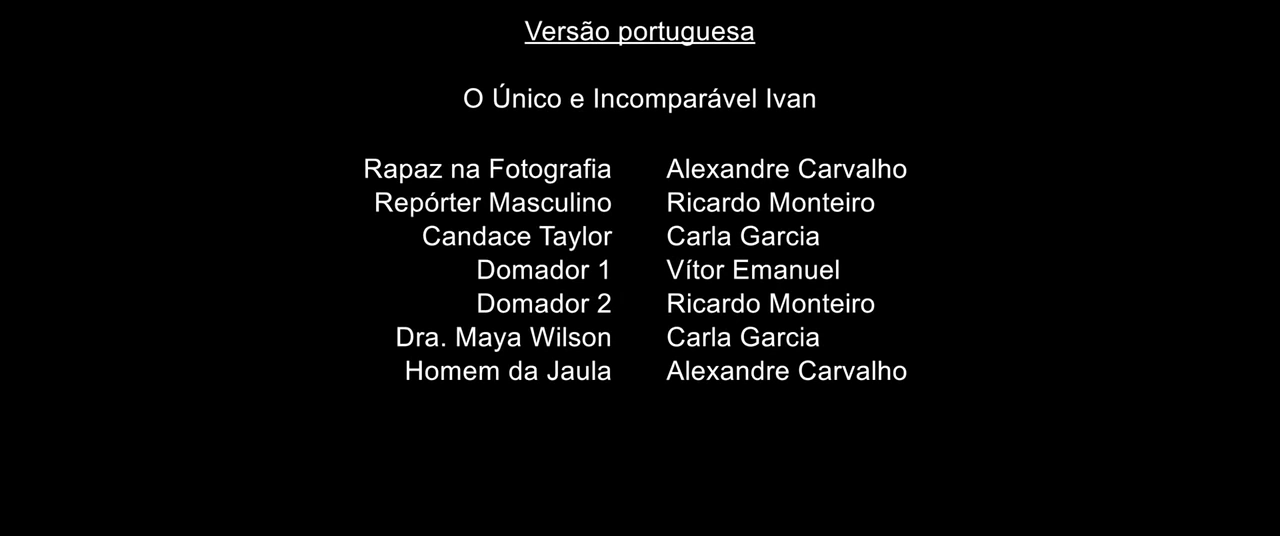 Versão portuguesa
O Único e Incomparável Ivan
Rapaz na Fotografia Alexandre Carvalho
Repórter Masculino Ricardo Monteiro
Candace Taylor Carla Garcia
Domador 1 Vítor Emanuel
Domador 2 Ricardo Monteiro
Dra. Maya Wilson Carla Garcia
Homem da Jaula Alexandre Carvalho